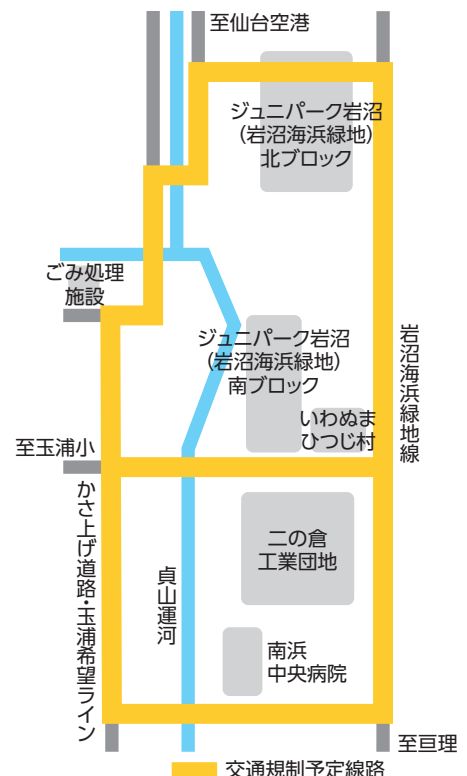 至仙台空港
ジュニパーク岩沼
(岩沼海浜緑地)
北ブロック
ごみ処理
施設
ジュニパーク岩沼
(岩沼海浜緑地)
南ブロック
岩沼海浜緑地線
いわぬま
ひつじ村
至玉浦小
かさ上げ道路・玉浦希望ライン
貞山運河
二の倉
工業団地
南浜
中央病院
至亘理
交通規制予定線路